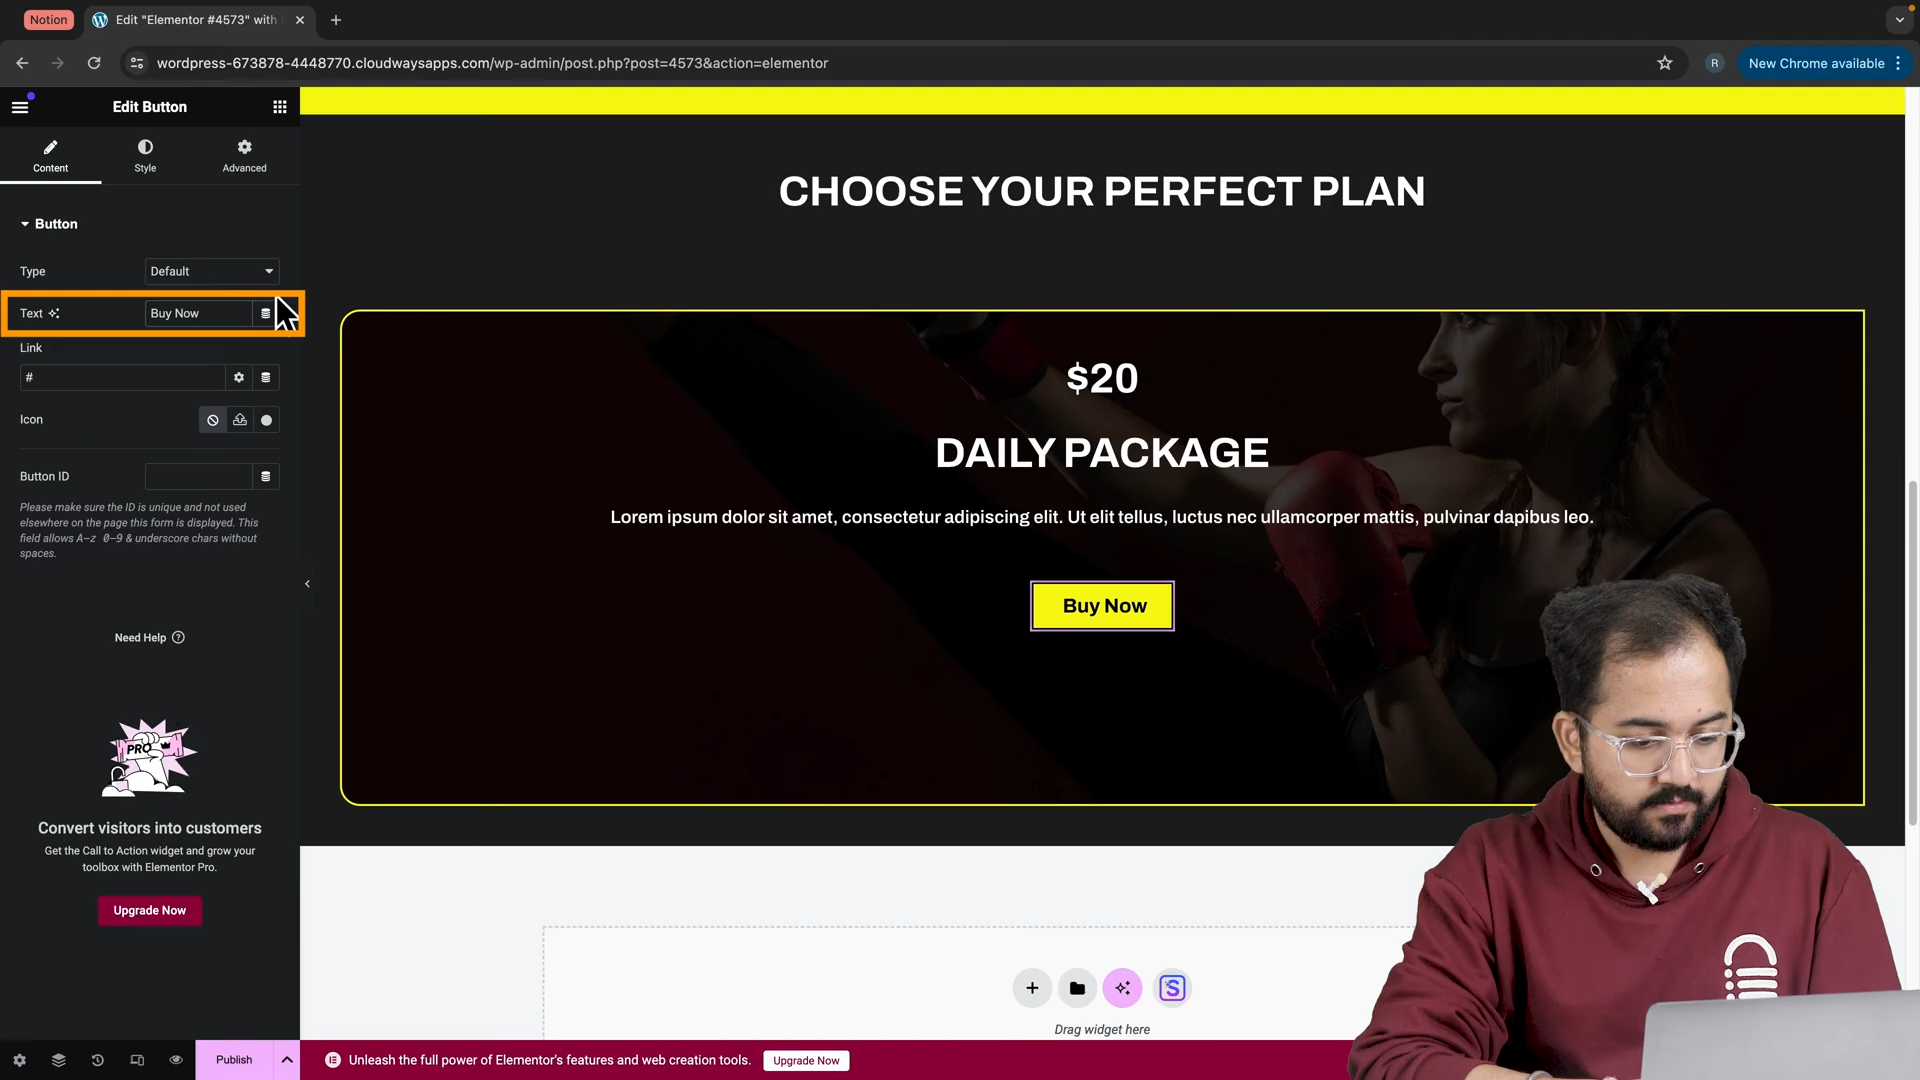 Notion
Edit "Elementor #4573" with
wordpress-673878-4448770.cloudwaysapps.com/wp-admin/post.php?post=4573&action=elementor
R
New Chrome available
Edit Button
Content
Style
Advanced
Button
Type
Default
Text
Buy Now
Link
#
Icon
Button ID
Please make sure the ID is unique and not used
elsewhere on the page this form is displayed. This
field allows A-z 0-9 & underscore chars without
spaces.
Need Help
PRO
Convert visitors into customers
Get the Call to Action widget and grow your
toolbox with Elementor Pro.
Upgrade Now
Publish
CHOOSE YOUR PERFECT PLAN
$20
DAILY PACKAGE
Lorem ipsum dolor sit amet, consectetur adipiscing elit. Ut elit tellus, luctus nec ullamcorper mattis, pulvinar dapibus leo.
Buy Now
S
Drag widget here
Unleash the full power of Elementor's features and web creation tools.
Upgrade Now